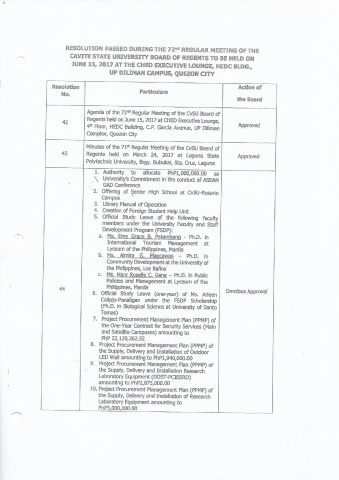 RESOLUTION PASSED DURING THE 72nd REGULAR MEETING OF THE
CAVITE STATE UNIVERSITY BOARD OF REGENTS TO BE HELD ON
JUNE 15, 2017 AT THE CHED EXECUTIVE LOUNGE, HEDC BLDG.,
UP DILIMAN CAMPUS, QUEZON CITY
Resolution No. Particulars Action of the Board
42
Agenda of the 72nd Regular Meeting of the CvSU Board of
Regents held on June 15, 2017 at CHED Executive Lounge,
4th Floor, HEDC Building, C.P. Garcia Avenue, UP Diliman
Complex, Quezon City
Approved
43
Minutes of the 71st Regular Meeting of the CvSU Board of
Regents held on March 24, 2017 at Laguna State
Polytechnic University, Brgy. Bubukal, Sta. Cruz, Laguna
Approved
44
1. Authority to allocate PhP1,000,000.00 as
University's Commitment in the conduct of ASEAN
GAD Conference
2. Offering of Senior High School at CvSU-Rosario
Campus
3. Library Manual of Operation
4. Creation of Foreign Student Help Unit
5. Official Study Leave of the following faculty
members under the University Faculty and Staff
Development Program (FSDP):
a. Ms. Emy Grace B. – Ph.D. in
International Tourism Management at
Lyceum of the Philippines, Manila
b. Ms. Almira G. Magcawas – Ph.D. in
Community Development at the University of
the Philippines, Los Baños
c. Ms. Mary Roselle C. Gana – Ph.D. in Public
Policies and Management at Lyceum of the
Philippines, Manila
6. Official Study Leave (one-year) of Ms.
under the FSDP Scholarship
(Ph.D. in Biological Science at University of Santo
Tomas)
7. Project Procurement Management Plan (PPMP) of
the One-Year Contract for Security Services (Main
and Satellite Campuses) amounting to
PhP 22,120,262.52
8. Project Procurement Management Plan (PPMP) of
the Supply, Delivery and Installation of Outdoor
LED Wall amounting to PhP1,940,000.00
9. Project Procurement Management Plan (PPMP) of
the Supply, Delivery and Installation Research
Laboratory Equipment (DOST-PCIEERD)
amounting to PhP2,875,000.00
10. Project Procurement Management Plan (PPMP) of
the Supply, Delivery and Installation of Research
Laboratory Equipment amounting to
PhP5,000,000.00
Omnibus Approval